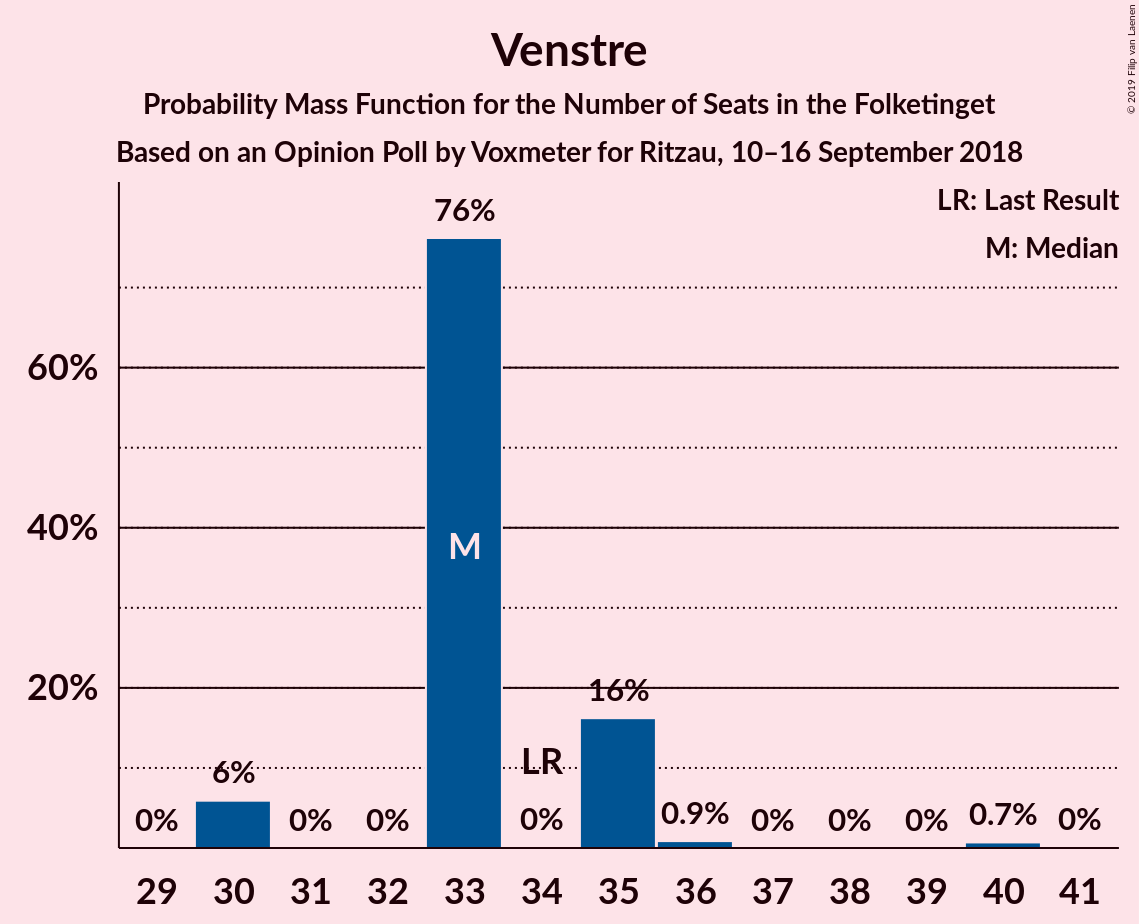 Venstre
Probability Mass Function for the Number of Seats in the Folketinget
Based on an Opinion Poll by Voxmeter for Ritzau, 10–16 September 2018
© 2019 Filip van Laenen
LR: Last Result
M: Median
60%
40%
20%
0%
6%
0%
0%
76%
M
LR
0%
16%
0.9%
0%
0%
0%
0.7%
0%
29 30 31 32 33 34 35 36 37 38 39 40 41